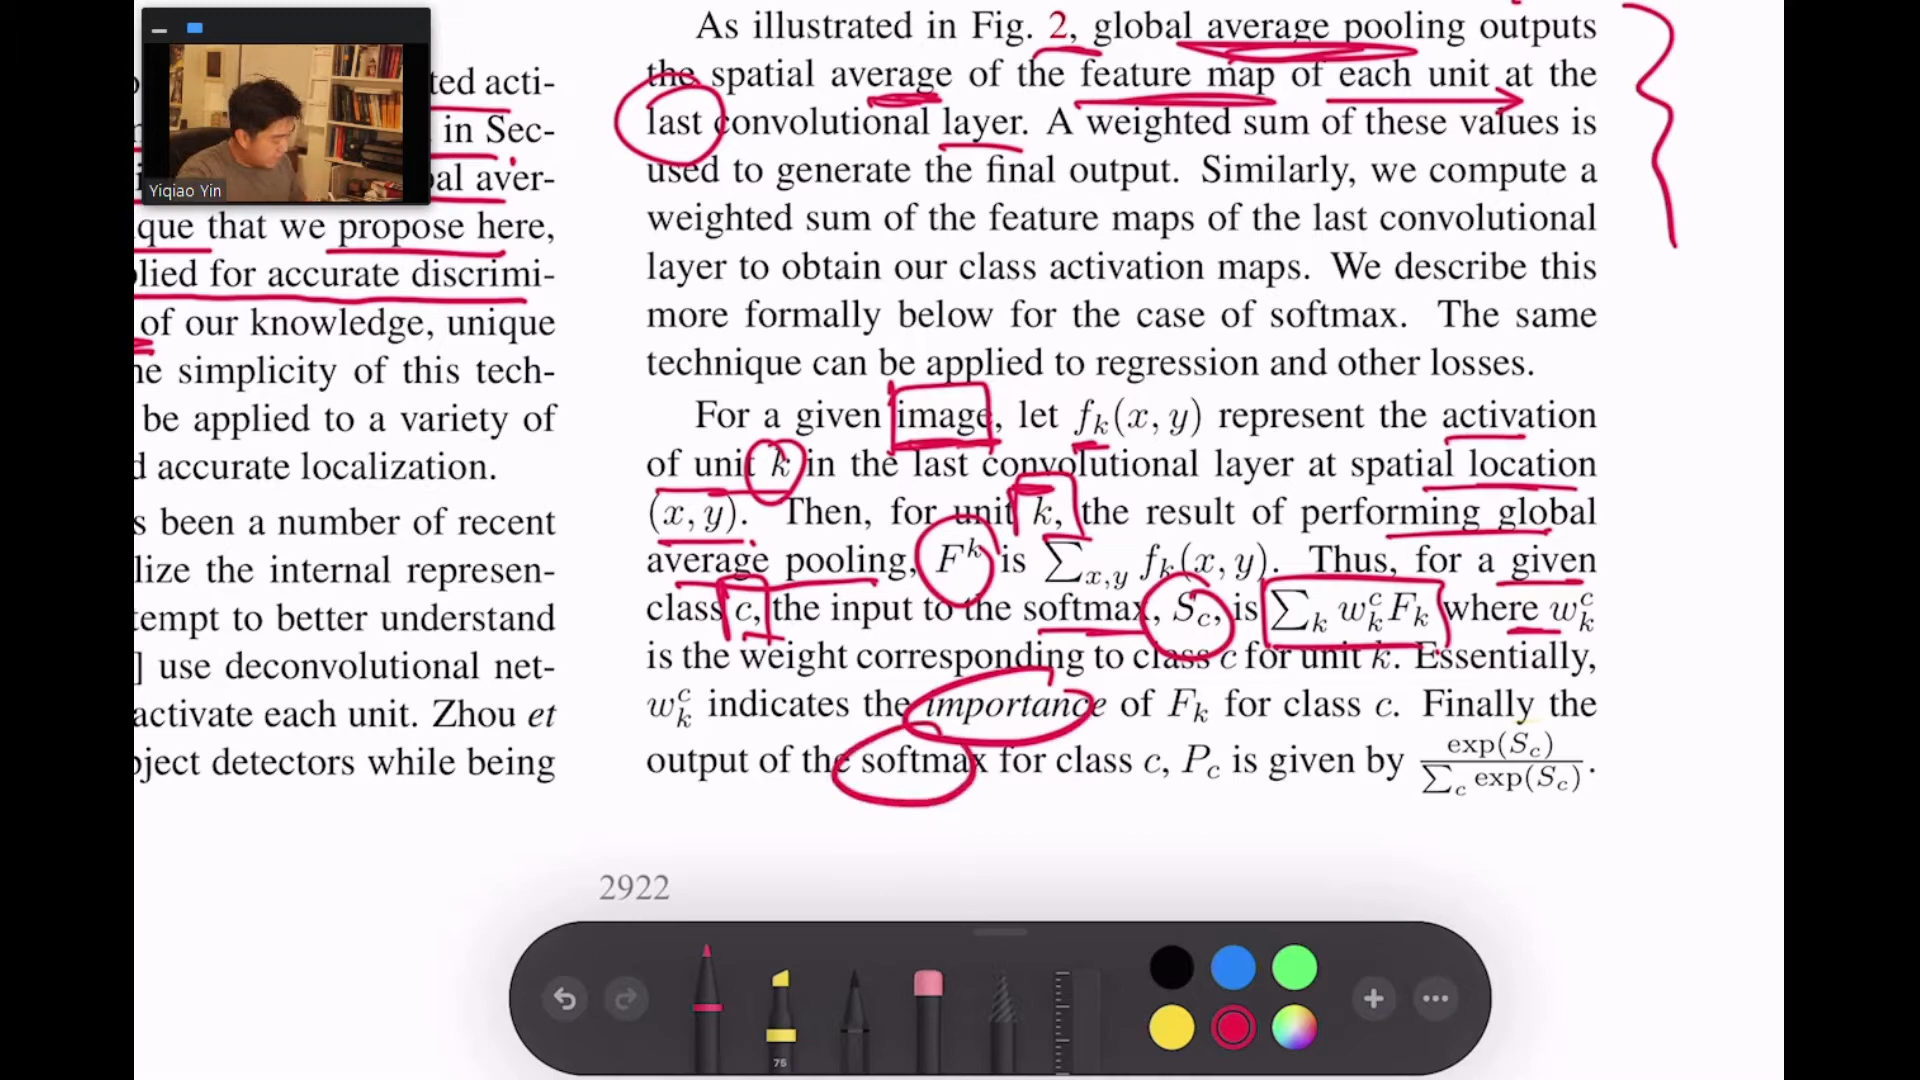 Yiqiao Yin
ted acti-
in Sec-
bal aver-
que that we propose here,
plied for accurate discrimi-
of our knowledge, unique
he simplicity of this tech-
be applied to a variety of
d accurate localization.
s been a number of recent
lize the internal represen-
tempt to better understand
] use deconvolutional net-
activate each unit. Zhou et
bject detectors while being
As illustrated in Fig. 2, global average pooling outputs
the spatial average of the feature map of each unit at the
last convolutional layer. A weighted sum of these values is
used to generate the final output. Similarly, we compute a
weighted sum of the feature maps of the last convolutional
layer to obtain our class activation maps. We describe this
more formally below for the case of softmax. The same
technique can be applied to regression and other losses.
For a given image, let f_k(x, y) represent the activation
of unit k in the last convolutional layer at spatial location
(x, y). Then, for unit k, the result of performing global
average pooling, F^k is ∑_{x,y} f_k(x, y). Thus, for a given
class c, the input to the softmax, S_c, is ∑_k w_k^c F_k where w_k^c
is the weight corresponding to class c for unit k. Essentially,
w_k^c indicates the importance of F_k for class c. Finally the
output of the softmax for class c, P_c is given by exp(S_c) / ∑_c exp(S_c).
2922
75